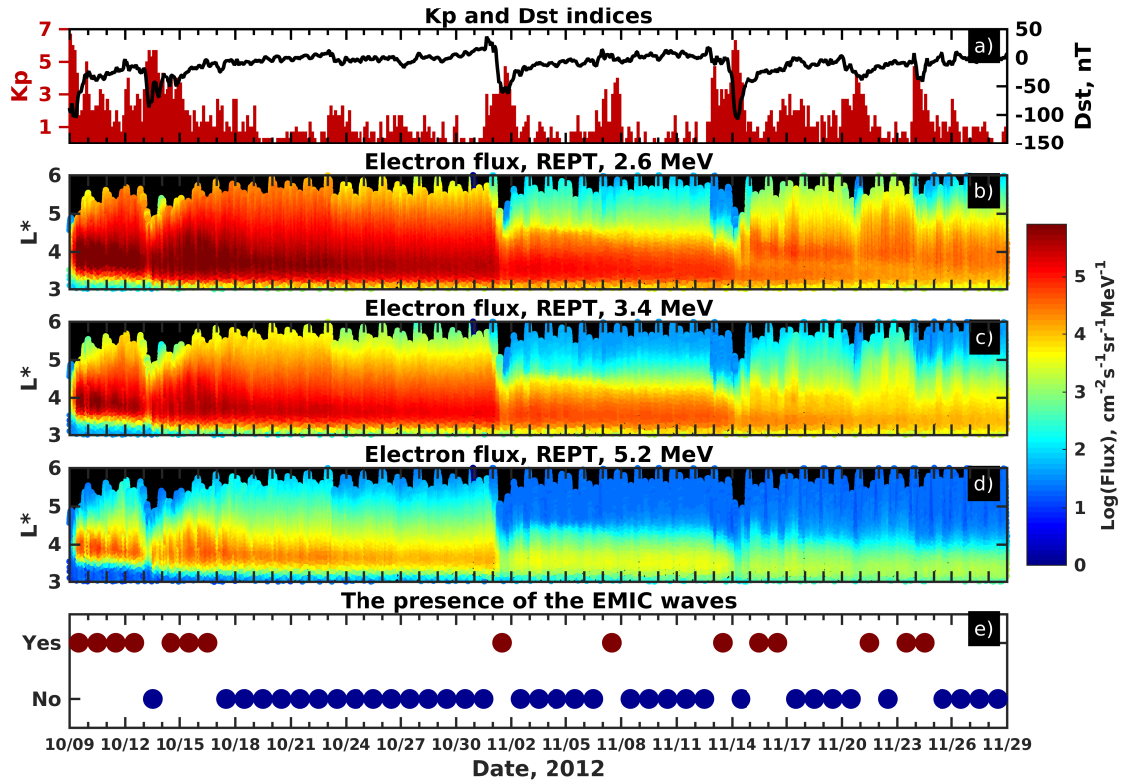 Kp and Dst indices
7
5
3
1
Kp
50
0
-50
-100
-150
Dst, nT
a)
Electron flux, REPT, 2.6 MeV
6
5
4
3
L*
b)
Electron flux, REPT, 3.4 MeV
6
5
4
3
L*
c)
Electron flux, REPT, 5.2 MeV
6
5
4
3
L*
d)
5
4
3
2
1
0
Log(Flux), cm⁻²s⁻¹sr⁻¹MeV⁻¹
The presence of the EMIC waves
Yes
No
e)
10/09 10/12 10/15 10/18 10/21 10/24 10/27 10/30 11/02 11/05 11/08 11/11 11/14 11/17 11/20 11/23 11/26 11/29
Date, 2012